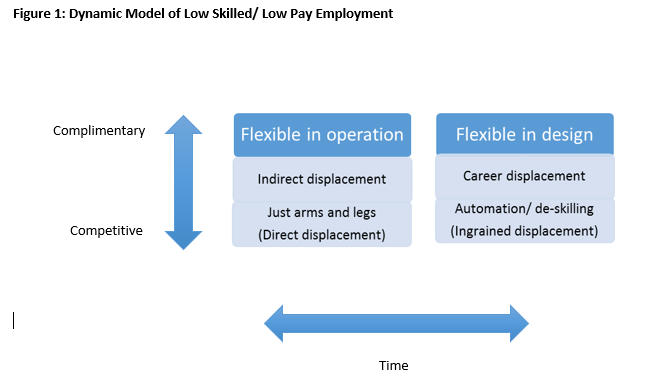 Figure 1: Dynamic Model of Low Skilled/ Low Pay Employment
Complimentary
Flexible in operation
Flexible in design
Indirect displacement
Career displacement
Just arms and legs
(Direct displacement)
Automation/ de-skilling
(Ingrained displacement)
Competitive
Time